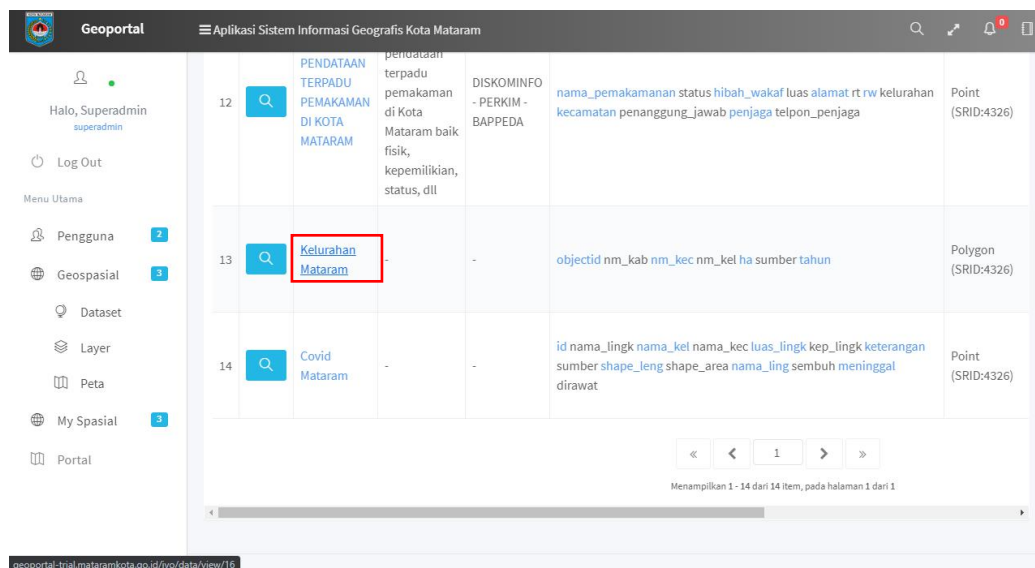 Geoportal
Aplikasi Sistem Informasi Geografis Kota Mataram
0
Halo, Superadmin
superadmin
Log Out
Menu Utama
Pengguna 2
Geospasial 3
Dataset
Layer
Peta
My Spasial 3
Portal
12
PENDATAAN
TERPADU
PEMAKAMAN
DI KOTA
MATARAM
pendataan
terpadu
pemakaman
di Kota
Mataram baik
fisik,
kepemilikian,
status, dll
DISKOMINFO
- PERKIM -
BAPPEDA
nama_pemakamanan status hibah_wakaf luas alamat rt rw kelurahan
kecamatan penanggung_jawab penjaga telpon_penjaga
Point
(SRID:4326)
13
Kelurahan
Mataram
-
-
objectid nm_kab nm_kec nm_kel ha sumber tahun
Polygon
(SRID:4326)
14
Covid
Mataram
-
-
id nama_lingk nama_kel nama_kec luas_lingk kep_lingk keterangan
sumber shape_leng shape_area nama_ling sembuh meninggal
dirawat
Point
(SRID:4326)
« 1 »
Menampilkan 1 - 14 dari 14 item, pada halaman 1 dari 1
geoportal-trial.mataramkota.go.id/ivo/data/view/16